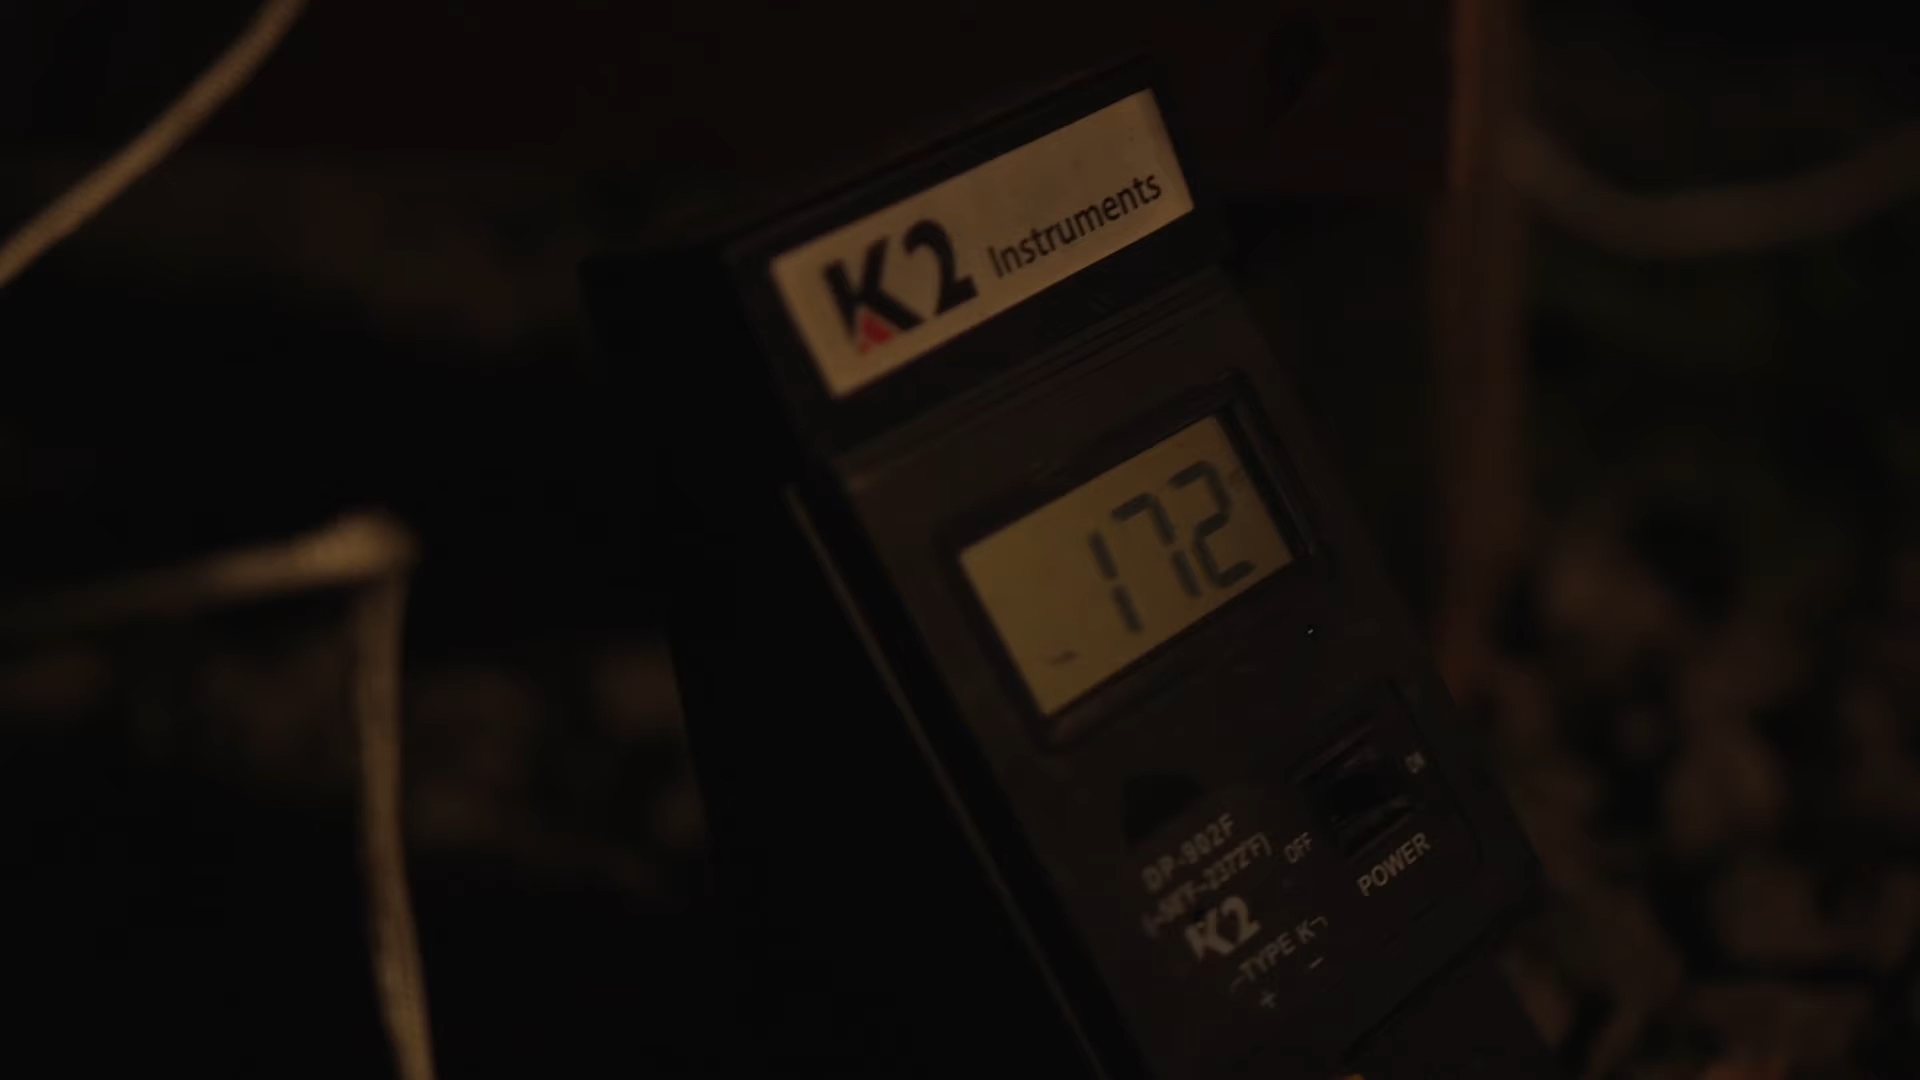 K2 Instruments
172
ON
OFF
POWER
DP-902F
K2
TYPE K
+ -